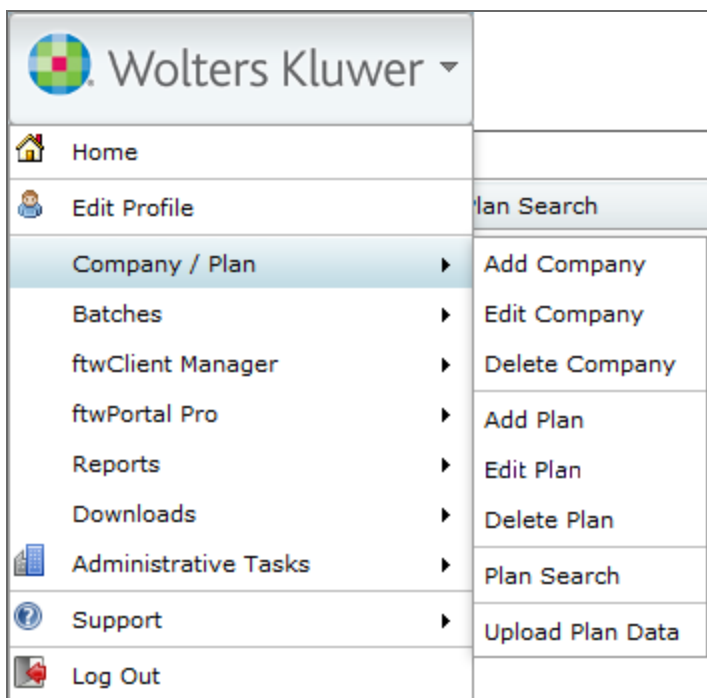 Wolters Kluwer
Home
Edit Profile
Company / Plan
Batches
ftwClient Manager
ftwPortal Pro
Reports
Downloads
Administrative Tasks
Support
Log Out
Plan Search
Add Company
Edit Company
Delete Company
Add Plan
Edit Plan
Delete Plan
Plan Search
Upload Plan Data